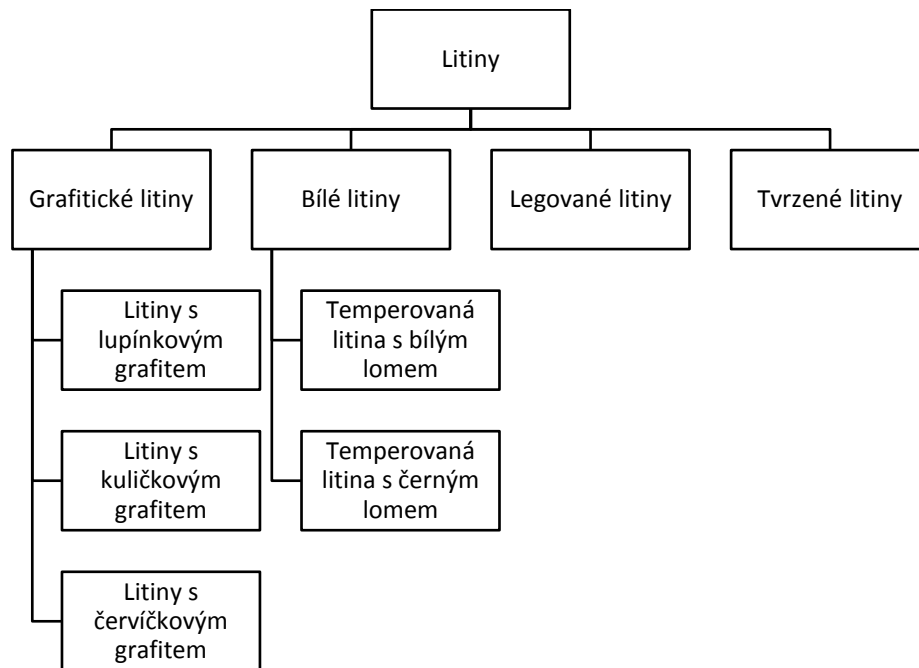 Litiny
Grafitické litiny
Bílé litiny
Legované litiny
Tvrzené litiny
Litiny s
lupínkovým
grafitem
Temperovaná
litina s bílým
lomem
Litiny s
kuličkovým
grafitem
Temperovaná
litina s černým
lomem
Litiny s
červíčkovým
grafitem